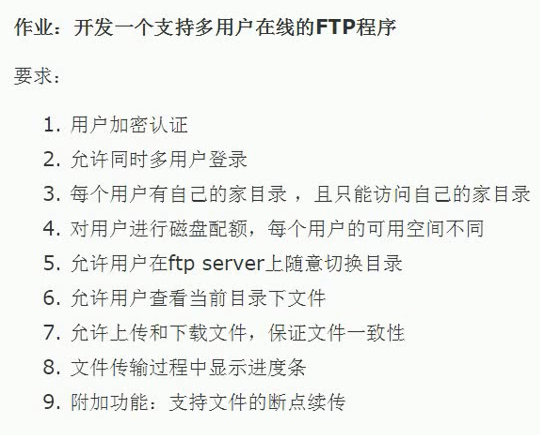 作业：开发一个支持多用户在线的FTP程序
要求：
1. 用户加密认证
2. 允许同时多用户登录
3. 每个用户有自己的家目录 ，且只能访问自己的家目录
4. 对用户进行磁盘配额，每个用户的可用空间不同
5. 允许用户在ftp server上随意切换目录
6. 允许用户查看当前目录下文件
7. 允许上传和下载文件，保证文件一致性
8. 文件传输过程中显示进度条
9. 附加功能：支持文件的断点续传